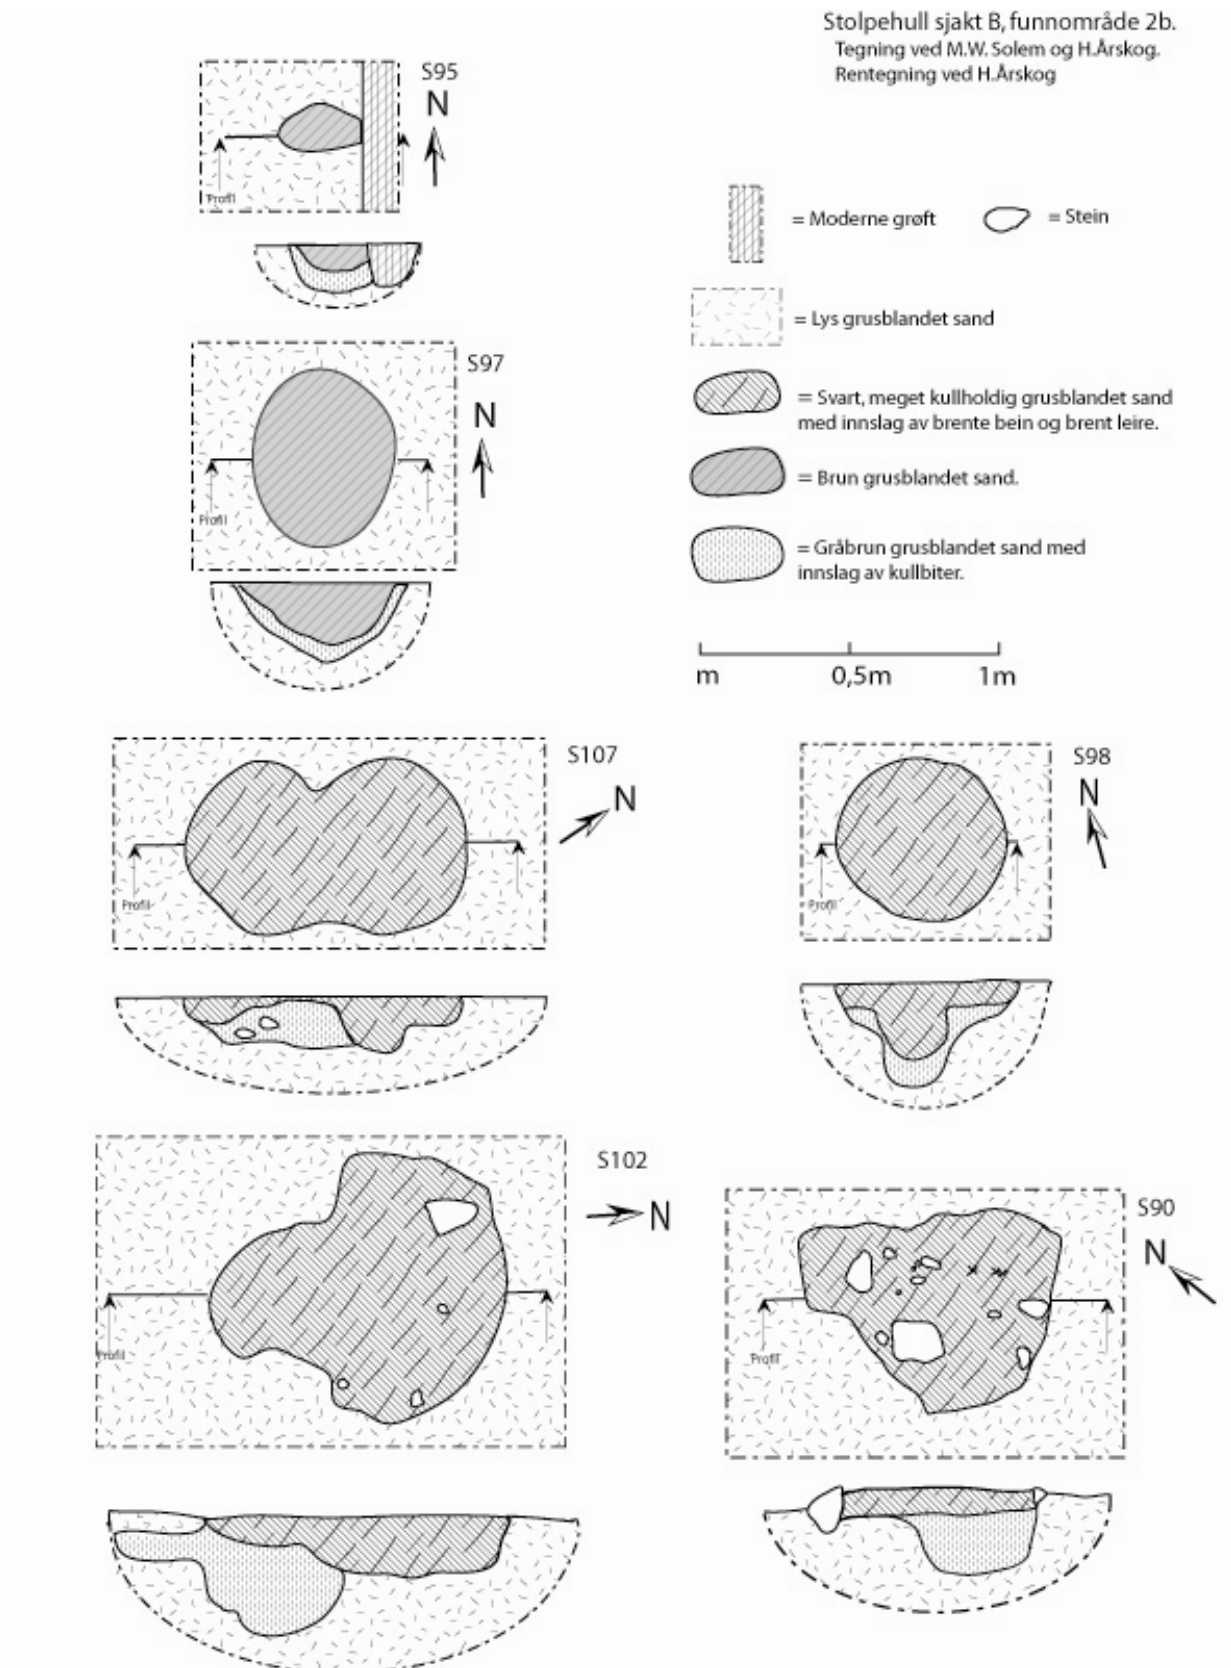 Stolpehull sjakt B, funnområde 2b.
Tegning ved M.W. Solem og H.Årskog.
Rentegning ved H.Årskog
S95
N
Profil
= Moderne grøft
= Stein
= Lys grusblandet sand
S97
N
Profil
= Svart, meget kullholdig grusblandet sand
med innslag av brente bein og brent leire.
= Brun grusblandet sand.
= Gråbrun grusblandet sand med
innslag av kullbiter.
m 0,5m 1m
S107
N
Profil
S98
N
Profil
S102
N
Profil
S90
N
Profil